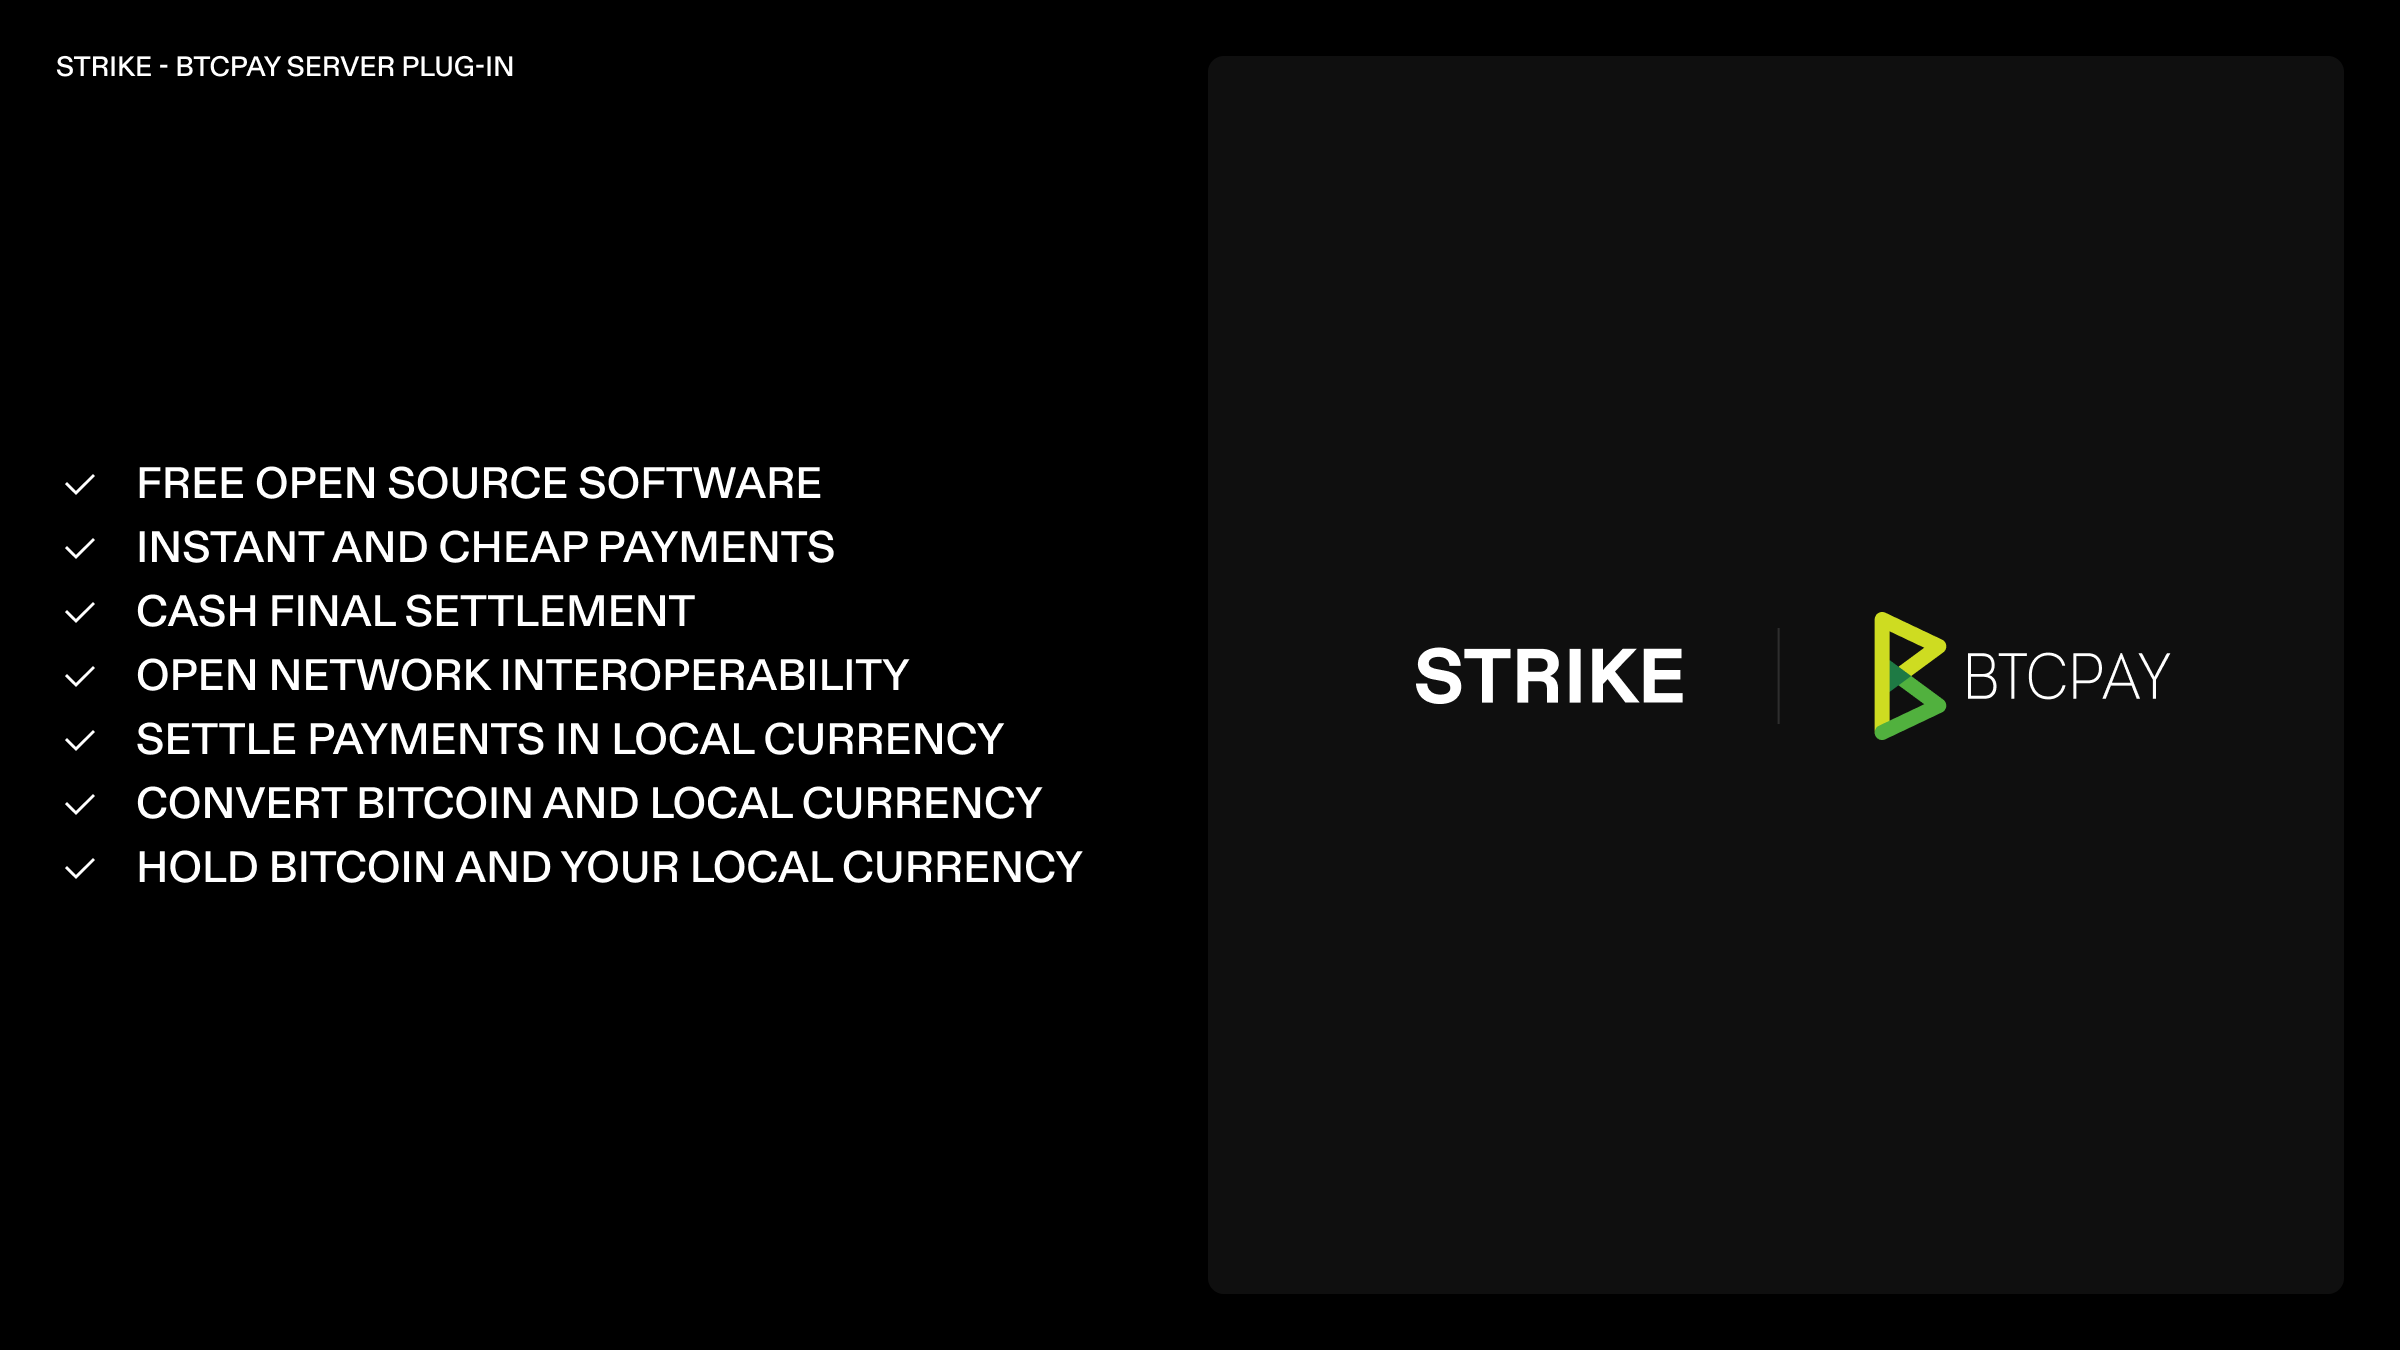 STRIKE - BTCPAY SERVER PLUG-IN
FREE OPEN SOURCE SOFTWARE
INSTANT AND CHEAP PAYMENTS
CASH FINAL SETTLEMENT
OPEN NETWORK INTEROPERABILITY
SETTLE PAYMENTS IN LOCAL CURRENCY
CONVERT BITCOIN AND LOCAL CURRENCY
HOLD BITCOIN AND YOUR LOCAL CURRENCY
STRIKE
BTCPAY